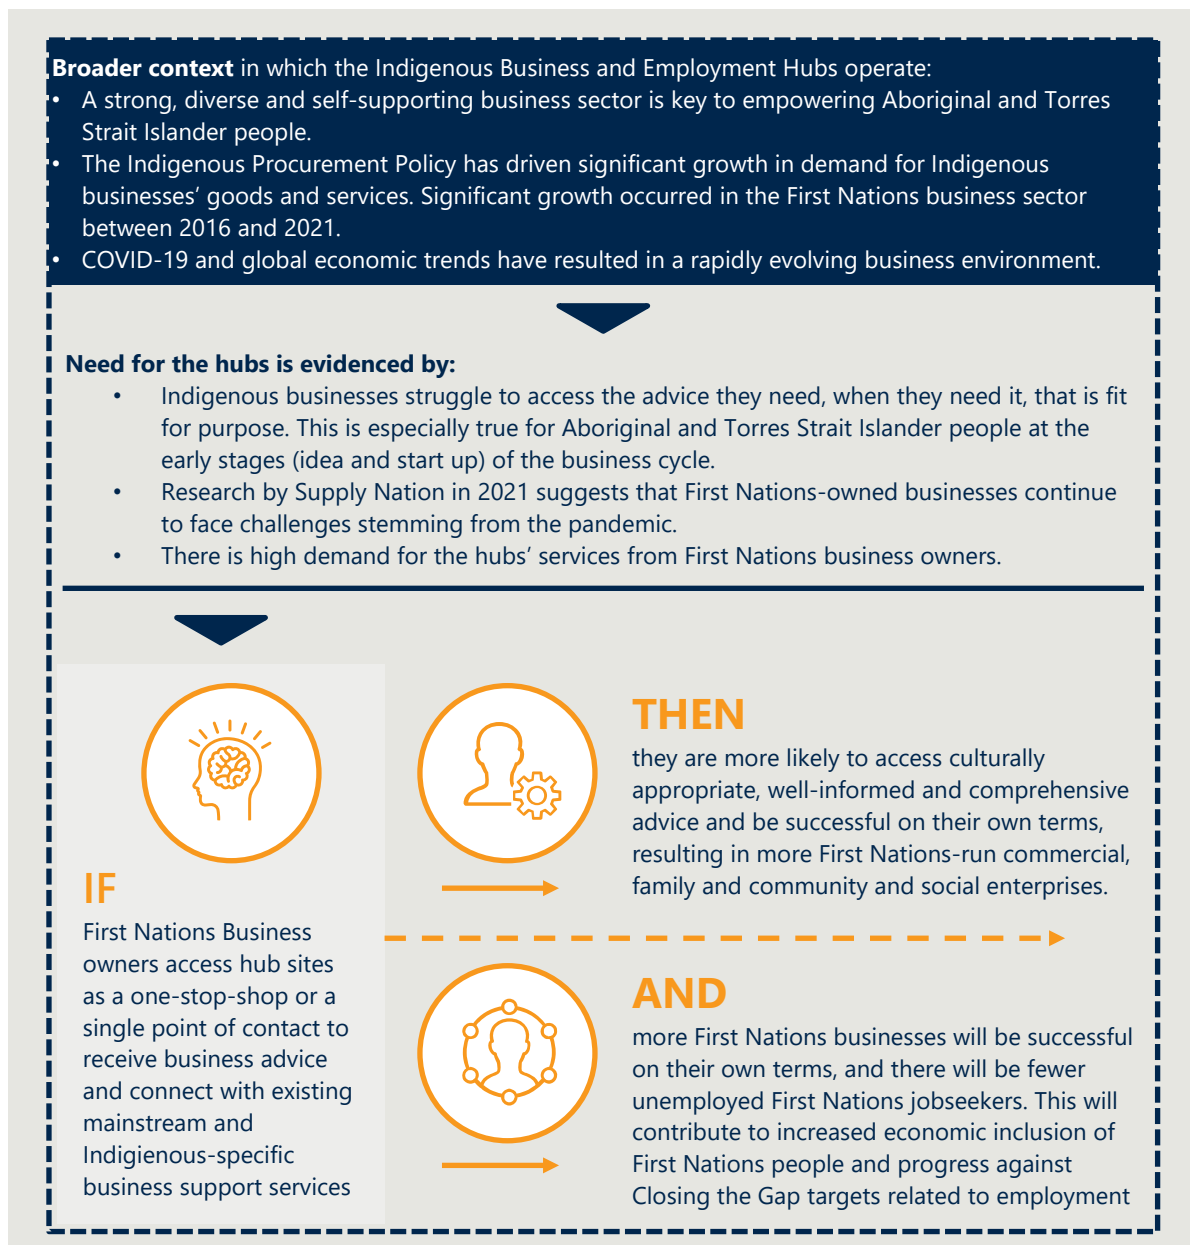 Broader context in which the Indigenous Business and Employment Hubs operate:
• A strong, diverse and self-supporting business sector is key to empowering Aboriginal and Torres
Strait Islander people.
• The Indigenous Procurement Policy has driven significant growth in demand for Indigenous
businesses’ goods and services. Significant growth occurred in the First Nations business sector
between 2016 and 2021.
• COVID-19 and global economic trends have resulted in a rapidly evolving business environment.
Need for the hubs is evidenced by:
• Indigenous businesses struggle to access the advice they need, when they need it, that is fit
for purpose. This is especially true for Aboriginal and Torres Strait Islander people at the
early stages (idea and start up) of the business cycle.
• Research by Supply Nation in 2021 suggests that First Nations-owned businesses continue
to face challenges stemming from the pandemic.
• There is high demand for the hubs’ services from First Nations business owners.
IF
First Nations Business
owners access hub sites
as a one-stop-shop or a
single point of contact to
receive business advice
and connect with existing
mainstream and
Indigienous-specific
business support services
THEN
they are more likely to access culturally
appropriate, well-informed and comprehensive
advice and be successful on their own terms,
resulting in more First Nations-run commercial,
family and community and social enterprises.
AND
more First Nations businesses will be successful
on their own terms, and there will be fewer
unemployed First Nations jobseekers. This will
contribute to increased economic inclusion of
First Nations people and progress against
Closing the Gap targets related to employment